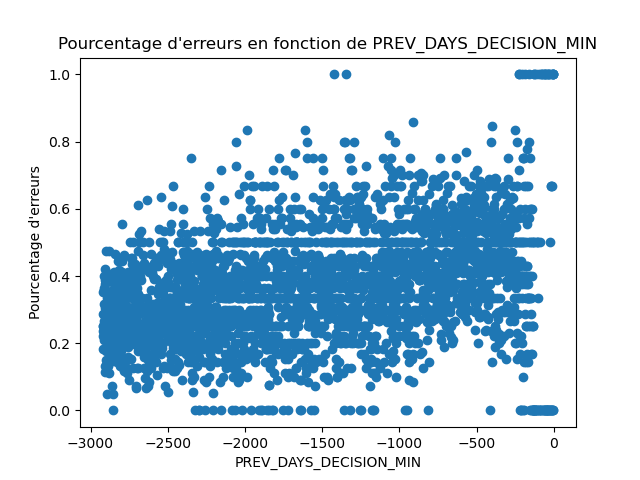 Pourcentage d'erreurs en fonction de PREV_DAYS_DECISION_MIN
1.0
0.8
0.6
0.4
0.2
0.0
Pourcentage d'erreurs
−3000 −2500 −2000 −1500 −1000 −500 0
PREV_DAYS_DECISION_MIN